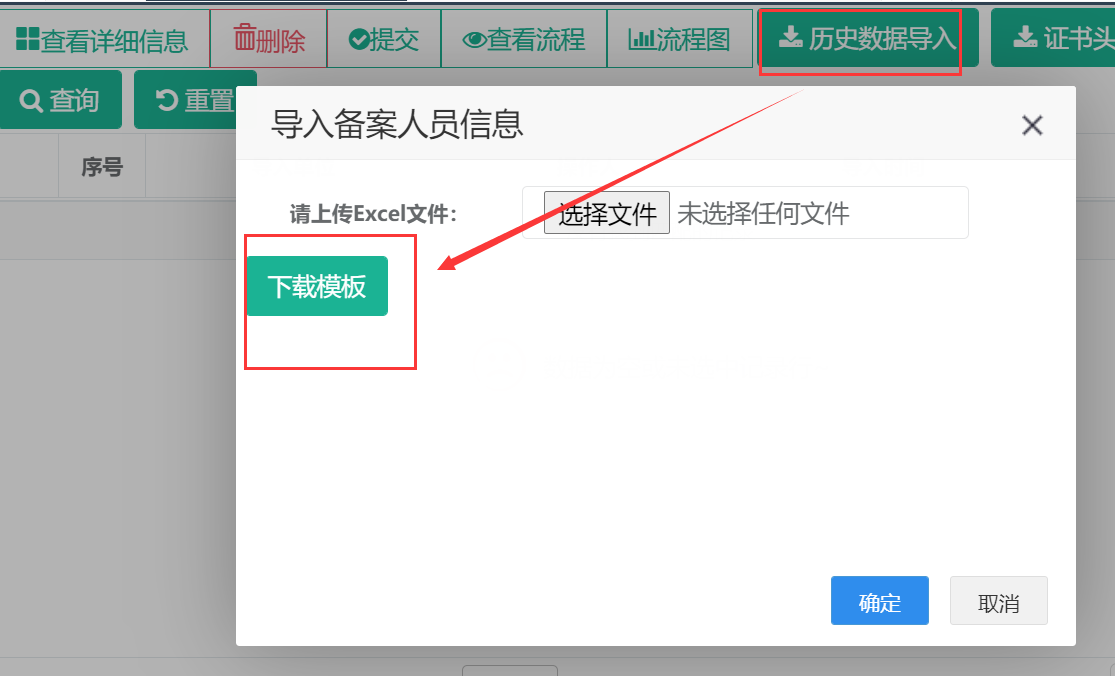 查看详细信息 删除 提交 查看流程 流程图 历史数据导入 证书头
查询 重置
导入备案人员信息
序号
请上传Excel文件： 选择文件 未选择任何文件
下载模板
确定 取消